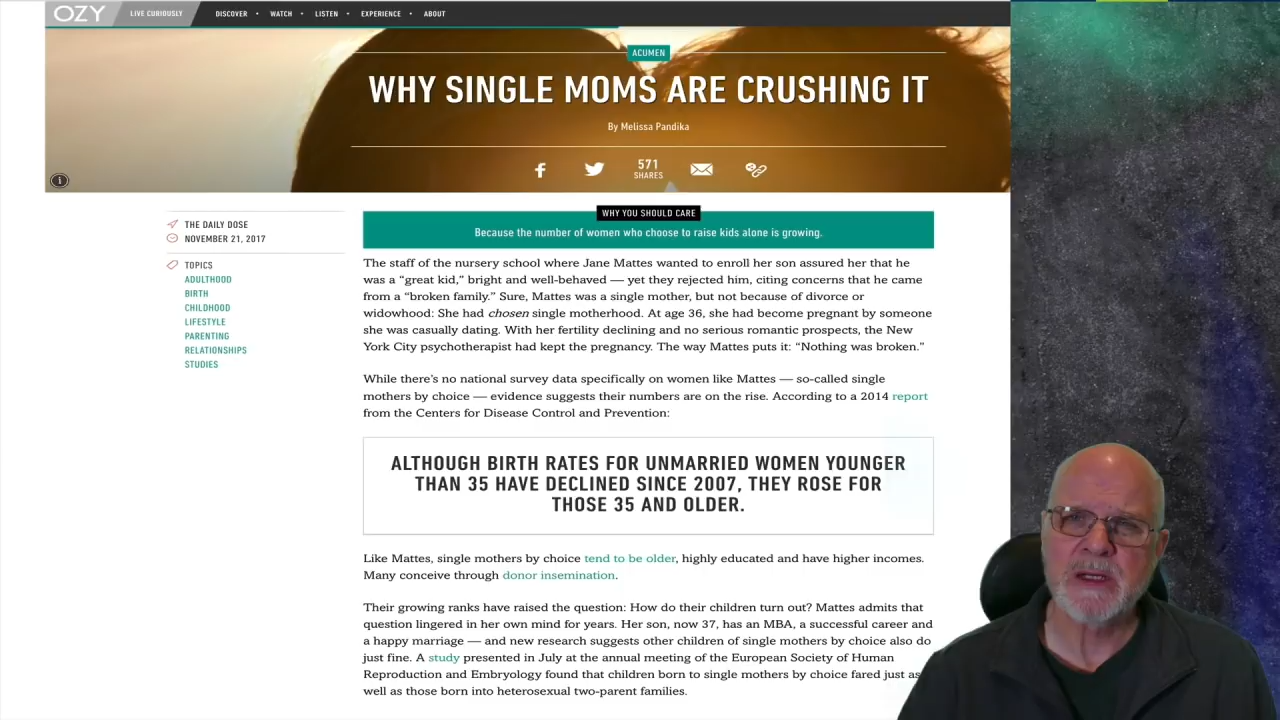 OZY
LIVE CURIOUSLY
DISCOVER • WATCH • LISTEN • EXPERIENCE • ABOUT
ACUMEN
WHY SINGLE MOMS ARE CRUSHING IT
By Melissa Pandika
571
SHARES
i
THE DAILY DOSE
NOVEMBER 21, 2017
TOPICS
ADULTHOOD
BIRTH
CHILDHOOD
LIFESTYLE
PARENTING
RELATIONSHIPS
STUDIES
WHY YOU SHOULD CARE
Because the number of women who choose to raise kids alone is growing.
The staff of the nursery school where Jane Mattes wanted to enroll her son assured her that he
was a “great kid,” bright and well-behaved — yet they rejected him, citing concerns that he came
from a “broken family.” Sure, Mattes was a single mother, but not because of divorce or
widowhood: She had chosen single motherhood. At age 36, she had become pregnant by someone
she was casually dating. With her fertility declining and no serious romantic prospects, the New
York City psychotherapist had kept the pregnancy. The way Mattes puts it: “Nothing was broken.”
While there’s no national survey data specifically on women like Mattes — so-called single
mothers by choice — evidence suggests their numbers are on the rise. According to a 2014 report
from the Centers for Disease Control and Prevention:
ALTHOUGH BIRTH RATES FOR UNMARRIED WOMEN YOUNGER
THAN 35 HAVE DECLINED SINCE 2007, THEY ROSE FOR
THOSE 35 AND OLDER.
Like Mattes, single mothers by choice tend to be older, highly educated and have higher incomes.
Many conceive through donor insemination.
Their growing ranks have raised the question: How do their children turn out? Mattes admits that
question lingered in her own mind for years. Her son, now 37, has an MBA, a successful career and
a happy marriage — and new research suggests other children of single mothers by choice also do
just fine. A study presented in July at the annual meeting of the European Society of Human
Reproduction and Embryology found that children born to single mothers by choice fared just as
well as those born into heterosexual two-parent families.